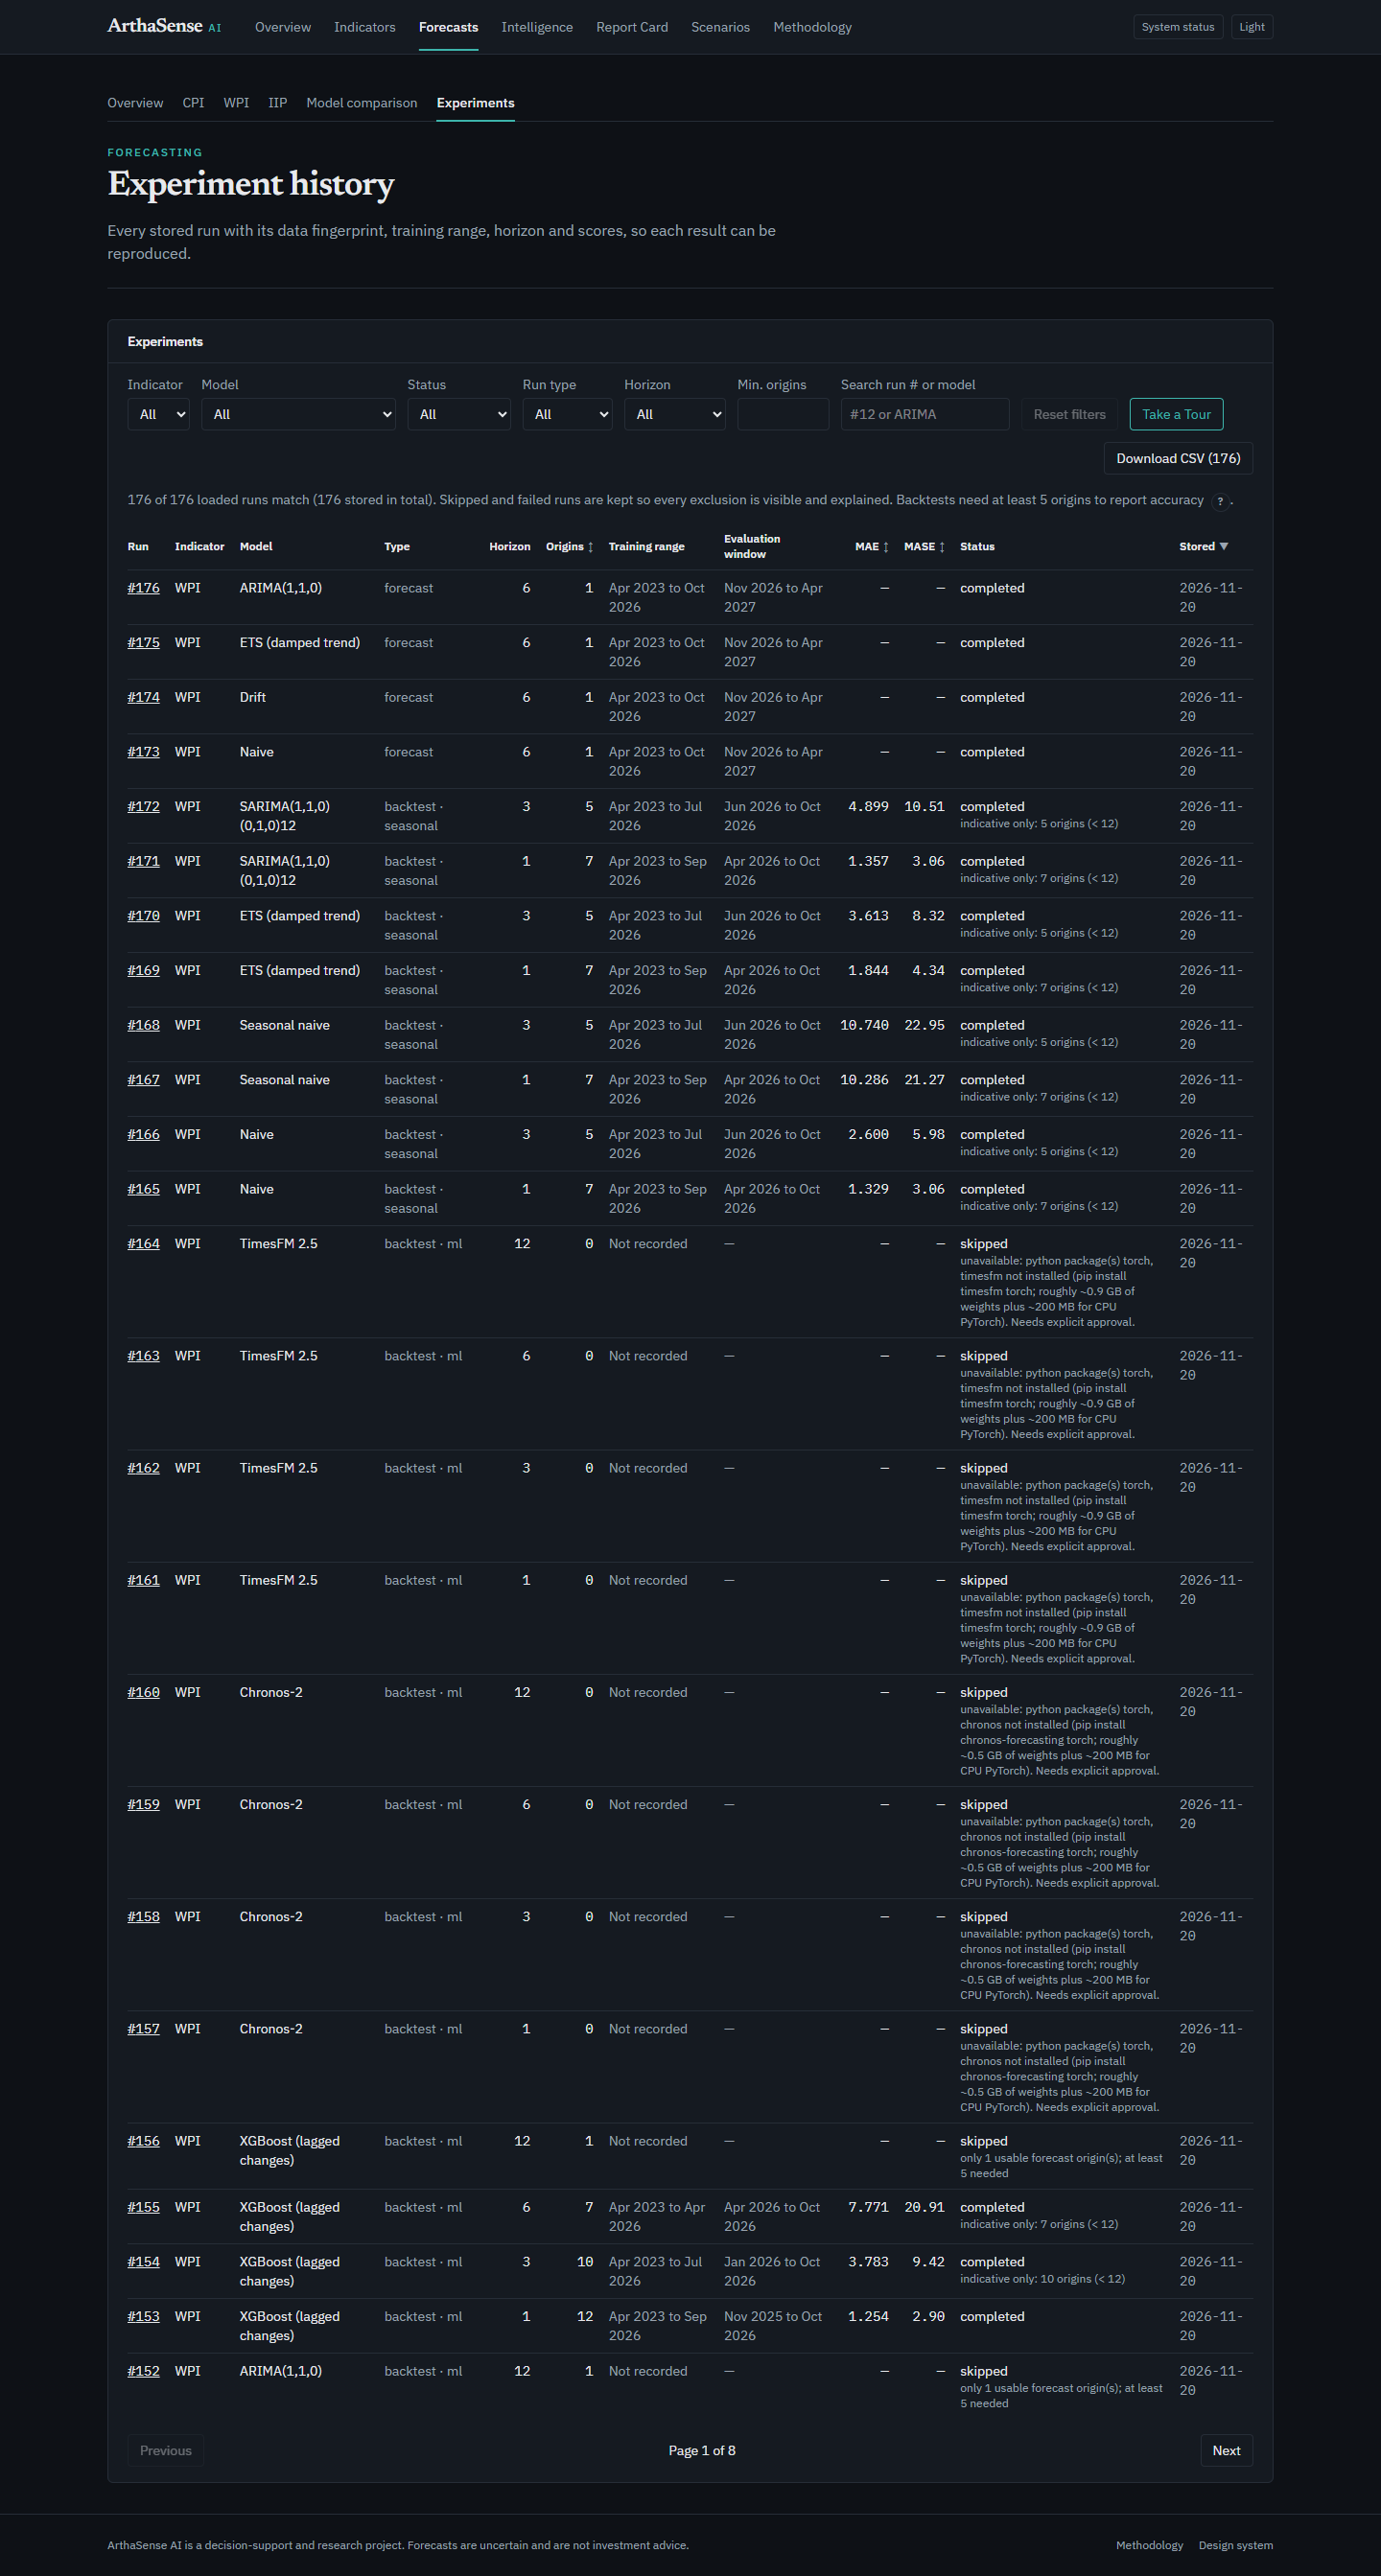 ArthaSense AI Overview Indicators Forecasts Intelligence Report Card Scenarios Methodology System status Light
Overview CPI WPI IIP Model comparison Experiments
FORECASTING
Experiment history
Every stored run with its data fingerprint, training range, horizon and scores, so each result can be
reproduced.
Experiments
Indicator Model Status Run type Horizon Min. origins Search run # or model
All All All All All #12 or ARIMA Reset filters Take a Tour
Download CSV (176)
176 of 176 loaded runs match (176 stored in total). Skipped and failed runs are kept so every exclusion is visible and explained. Backtests need at least 5 origins to report accuracy ? .
Run Indicator Model Type Horizon Origins ↕ Training range Evaluation window MAE ↕ MASE ↕ Status Stored ▼
#176 WPI ARIMA(1,1,0) forecast 6 1 Apr 2023 to Oct Nov 2026 to Apr — — completed 2026-11-
2026 2027 20
#175 WPI ETS (damped trend) forecast 6 1 Apr 2023 to Oct Nov 2026 to Apr — — completed 2026-11-
2026 2027 20
#174 WPI Drift forecast 6 1 Apr 2023 to Oct Nov 2026 to Apr — — completed 2026-11-
2026 2027 20
#173 WPI Naive forecast 6 1 Apr 2023 to Oct Nov 2026 to Apr — — completed 2026-11-
2026 2027 20
#172 WPI SARIMA(1,1,0) backtest · 3 5 Apr 2023 to Jul Jun 2026 to Oct 4.899 10.51 completed 2026-11-
(0,1,0)12 seasonal 2026 2026 indicative only: 5 origins (< 12) 20
#171 WPI SARIMA(1,1,0) backtest · 1 7 Apr 2023 to Sep Apr 2026 to Oct 1.357 3.06 completed 2026-11-
(0,1,0)12 seasonal 2026 2026 indicative only: 7 origins (< 12) 20
#170 WPI ETS (damped trend) backtest · 3 5 Apr 2023 to Jul Jun 2026 to Oct 3.613 8.32 completed 2026-11-
seasonal 2026 2026 indicative only: 5 origins (< 12) 20
#169 WPI ETS (damped trend) backtest · 1 7 Apr 2023 to Sep Apr 2026 to Oct 1.844 4.34 completed 2026-11-
seasonal 2026 2026 indicative only: 7 origins (< 12) 20
#168 WPI Seasonal naive backtest · 3 5 Apr 2023 to Jul Jun 2026 to Oct 10.740 22.95 completed 2026-11-
seasonal 2026 2026 indicative only: 5 origins (< 12) 20
#167 WPI Seasonal naive backtest · 1 7 Apr 2023 to Sep Apr 2026 to Oct 10.286 21.27 completed 2026-11-
seasonal 2026 2026 indicative only: 7 origins (< 12) 20
#166 WPI Naive backtest · 3 5 Apr 2023 to Jul Jun 2026 to Oct 2.600 5.98 completed 2026-11-
seasonal 2026 2026 indicative only: 5 origins (< 12) 20
#165 WPI Naive backtest · 1 7 Apr 2023 to Sep Apr 2026 to Oct 1.329 3.06 completed 2026-11-
seasonal 2026 2026 indicative only: 7 origins (< 12) 20
#164 WPI TimesFM 2.5 backtest · ml 12 0 Not recorded — — — skipped 2026-11-
unavailable: python package(s) torch, 20
timesfm not installed (pip install
timesfm torch; roughly ~0.9 GB of
weights plus ~200 MB for CPU
PyTorch). Needs explicit approval.
#163 WPI TimesFM 2.5 backtest · ml 6 0 Not recorded — — — skipped 2026-11-
unavailable: python package(s) torch, 20
timesfm not installed (pip install
timesfm torch; roughly ~0.9 GB of
weights plus ~200 MB for CPU
PyTorch). Needs explicit approval.
#162 WPI TimesFM 2.5 backtest · ml 3 0 Not recorded — — — skipped 2026-11-
unavailable: python package(s) torch, 20
timesfm not installed (pip install
timesfm torch; roughly ~0.9 GB of
weights plus ~200 MB for CPU
PyTorch). Needs explicit approval.
#161 WPI TimesFM 2.5 backtest · ml 1 0 Not recorded — — — skipped 2026-11-
unavailable: python package(s) torch, 20
timesfm not installed (pip install
timesfm torch; roughly ~0.9 GB of
weights plus ~200 MB for CPU
PyTorch). Needs explicit approval.
#160 WPI Chronos-2 backtest · ml 12 0 Not recorded — — — skipped 2026-11-
unavailable: python package(s) torch, 20
chronos not installed (pip install
chronos-forecasting torch; roughly
~0.5 GB of weights plus ~200 MB for
CPU PyTorch). Needs explicit approval.
#159 WPI Chronos-2 backtest · ml 6 0 Not recorded — — — skipped 2026-11-
unavailable: python package(s) torch, 20
chronos not installed (pip install
chronos-forecasting torch; roughly
~0.5 GB of weights plus ~200 MB for
CPU PyTorch). Needs explicit approval.
#158 WPI Chronos-2 backtest · ml 3 0 Not recorded — — — skipped 2026-11-
unavailable: python package(s) torch, 20
chronos not installed (pip install
chronos-forecasting torch; roughly
~0.5 GB of weights plus ~200 MB for
CPU PyTorch). Needs explicit approval.
#157 WPI Chronos-2 backtest · ml 1 0 Not recorded — — — skipped 2026-11-
unavailable: python package(s) torch, 20
chronos not installed (pip install
chronos-forecasting torch; roughly
~0.5 GB of weights plus ~200 MB for
CPU PyTorch). Needs explicit approval.
#156 WPI XGBoost (lagged backtest · ml 12 1 Not recorded — — — skipped 2026-11-
changes) only 1 usable forecast origin(s); at least 20
5 needed
#155 WPI XGBoost (lagged backtest · ml 6 7 Apr 2023 to Apr Apr 2026 to Oct 7.771 20.91 completed 2026-11-
changes) 2026 2026 indicative only: 7 origins (< 12) 20
#154 WPI XGBoost (lagged backtest · ml 3 10 Apr 2023 to Jul Jan 2026 to Oct 3.783 9.42 completed 2026-11-
changes) 2026 2026 indicative only: 10 origins (< 12) 20
#153 WPI XGBoost (lagged backtest · ml 1 12 Apr 2023 to Sep Nov 2025 to Oct 1.254 2.90 completed 2026-11-
changes) 2026 2026 20
#152 WPI ARIMA(1,1,0) backtest · ml 12 1 Not recorded — — — skipped 2026-11-
only 1 usable forecast origin(s); at least 20
5 needed
Previous Page 1 of 8 Next
ArthaSense AI is a decision-support and research project. Forecasts are uncertain and are not investment advice. Methodology Design system